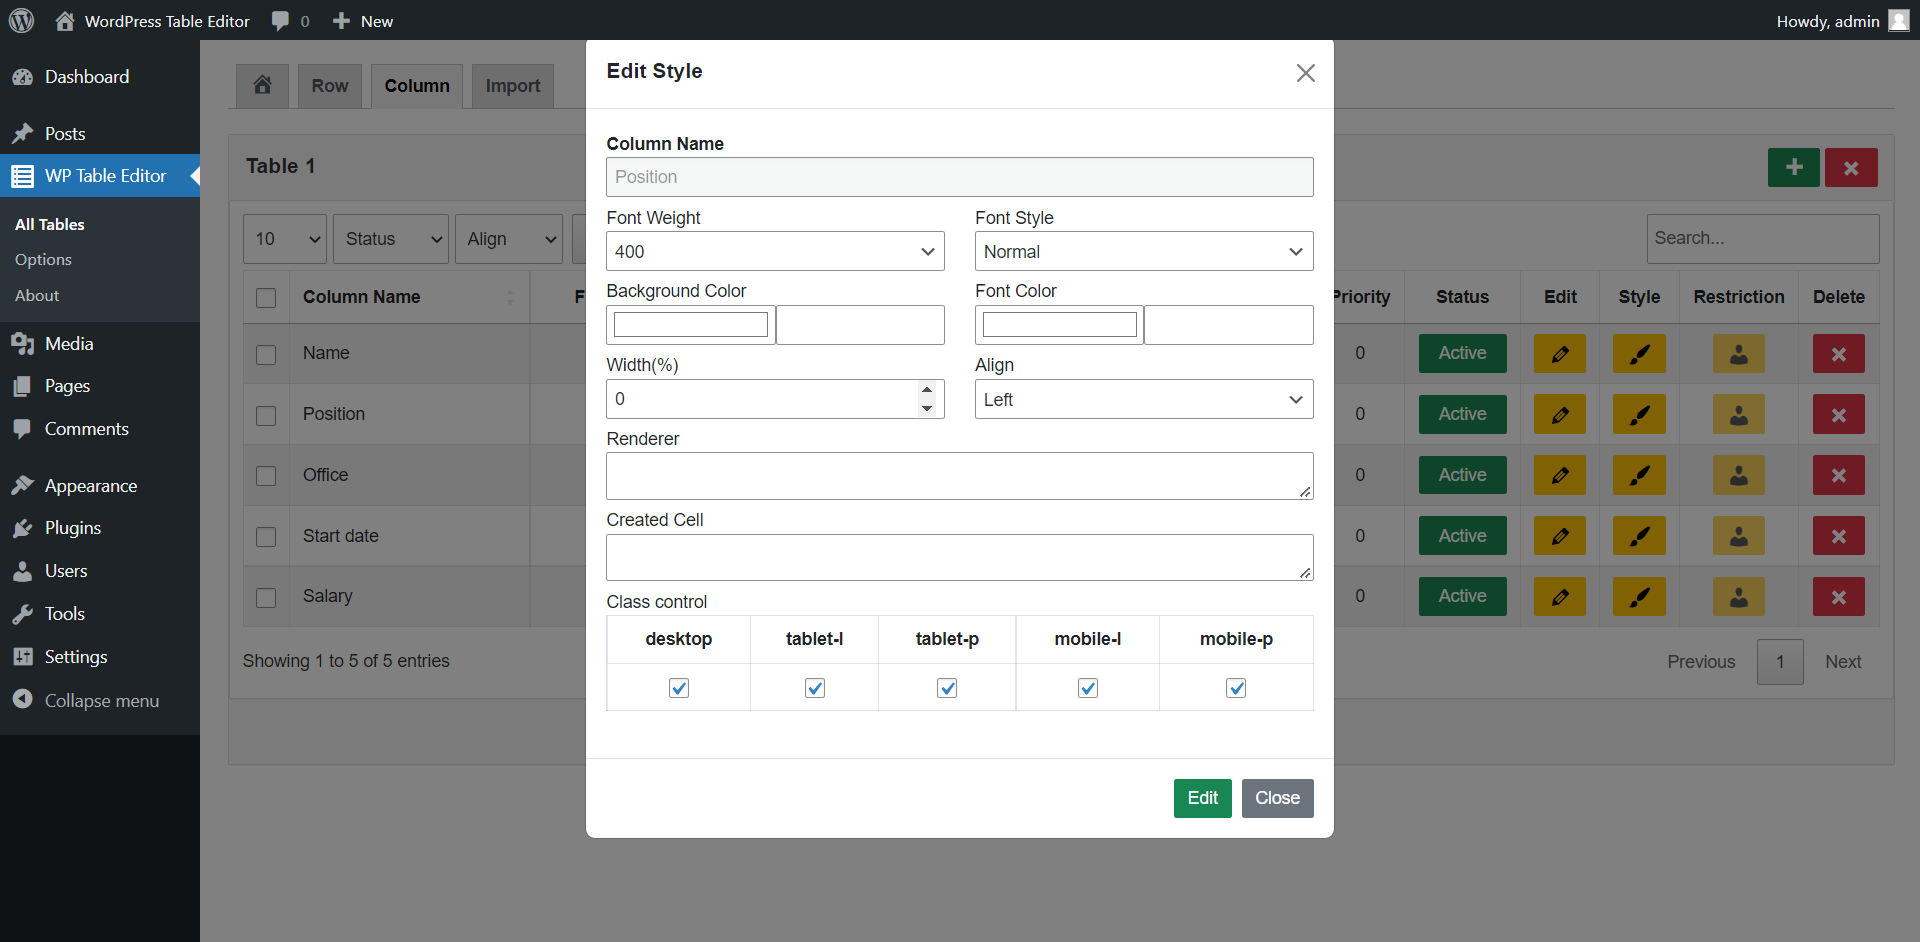 WordPress Table Editor 0 New Howdy, admin
Dashboard
Posts
WP Table Editor
All Tables
Options
About
Media
Pages
Comments
Appearance
Plugins
Users
Tools
Settings
Collapse menu
Row Column Import
Table 1
10 Status Align Search...
Column Name F Priority Status Edit Style Restriction Delete
Name 0 Active
Position 0 Active
Office 0 Active
Start date 0 Active
Salary 0 Active
Showing 1 to 5 of 5 entries Previous 1 Next
Edit Style
Column Name
Position
Font Weight Font Style
400 Normal
Background Color Font Color
Width(%) Align
0 Left
Renderer
Created Cell
Class control
desktop tablet-l tablet-p mobile-l mobile-p
Edit Close